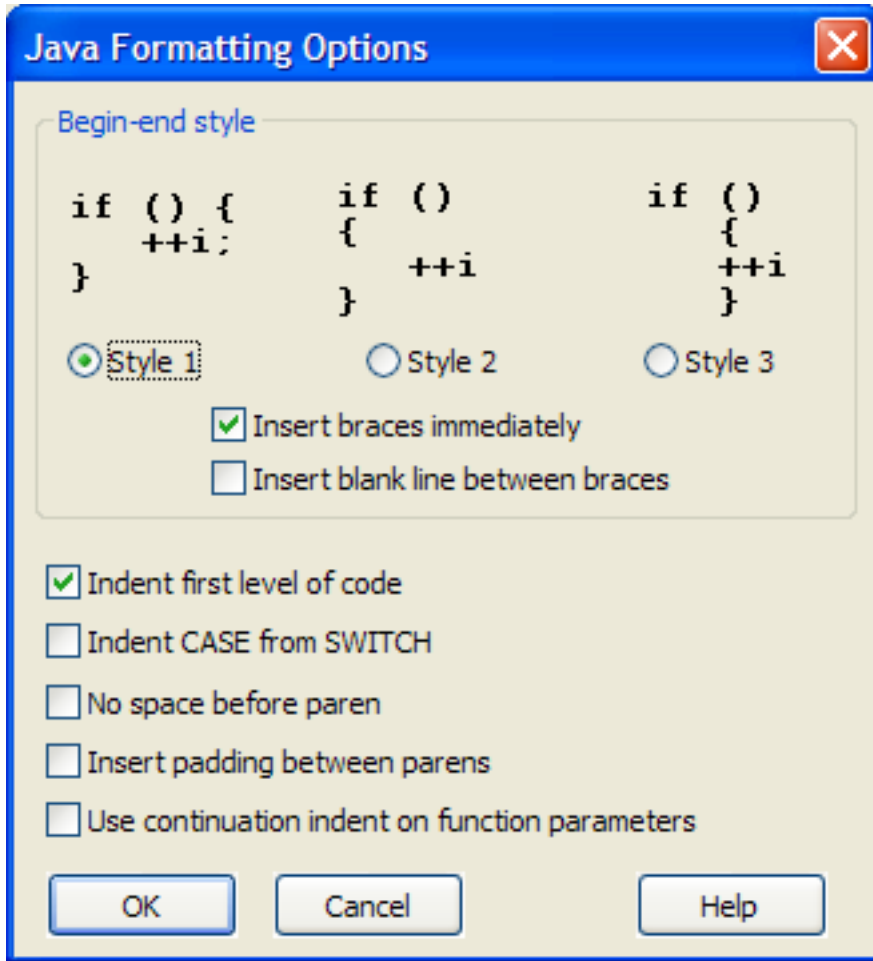 Java Formatting Options
Begin-end style
if () {
    ++i;
}
if ()
{
    ++i
}
if ()
    {
    ++i
    }
Style 1
Style 2
Style 3
Insert braces immediately
Insert blank line between braces
Indent first level of code
Indent CASE from SWITCH
No space before paren
Insert padding between parens
Use continuation indent on function parameters
OK
Cancel
Help